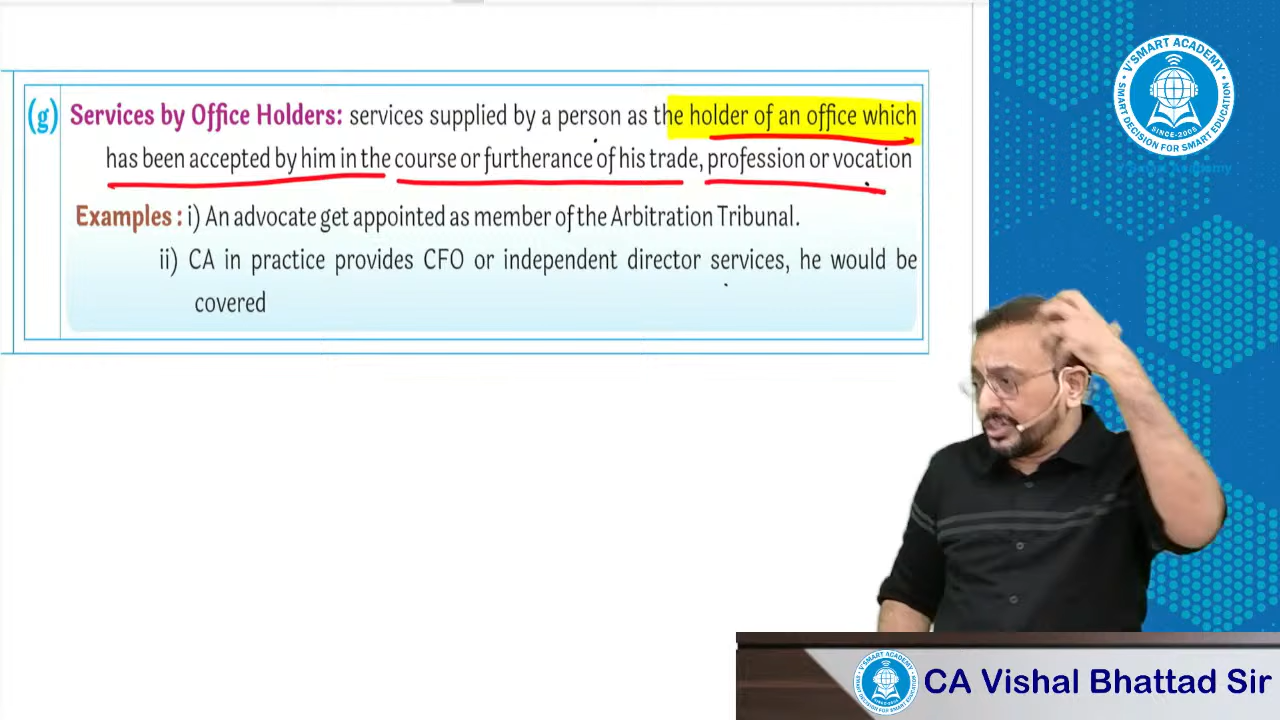 V'SMART ACADEMY
SINCE-2005
SMART DECISION FOR SMART EDUCATION
V'Smart Academy
(g) Services by Office Holders: services supplied by a person as the holder of an office which
has been accepted by him in the course or furtherance of his trade, profession or vocation
Examples : i) An advocate get appointed as member of the Arbitration Tribunal.
ii) CA in practice provides CFO or independent director services, he would be
covered
CA Vishal Bhattad Sir